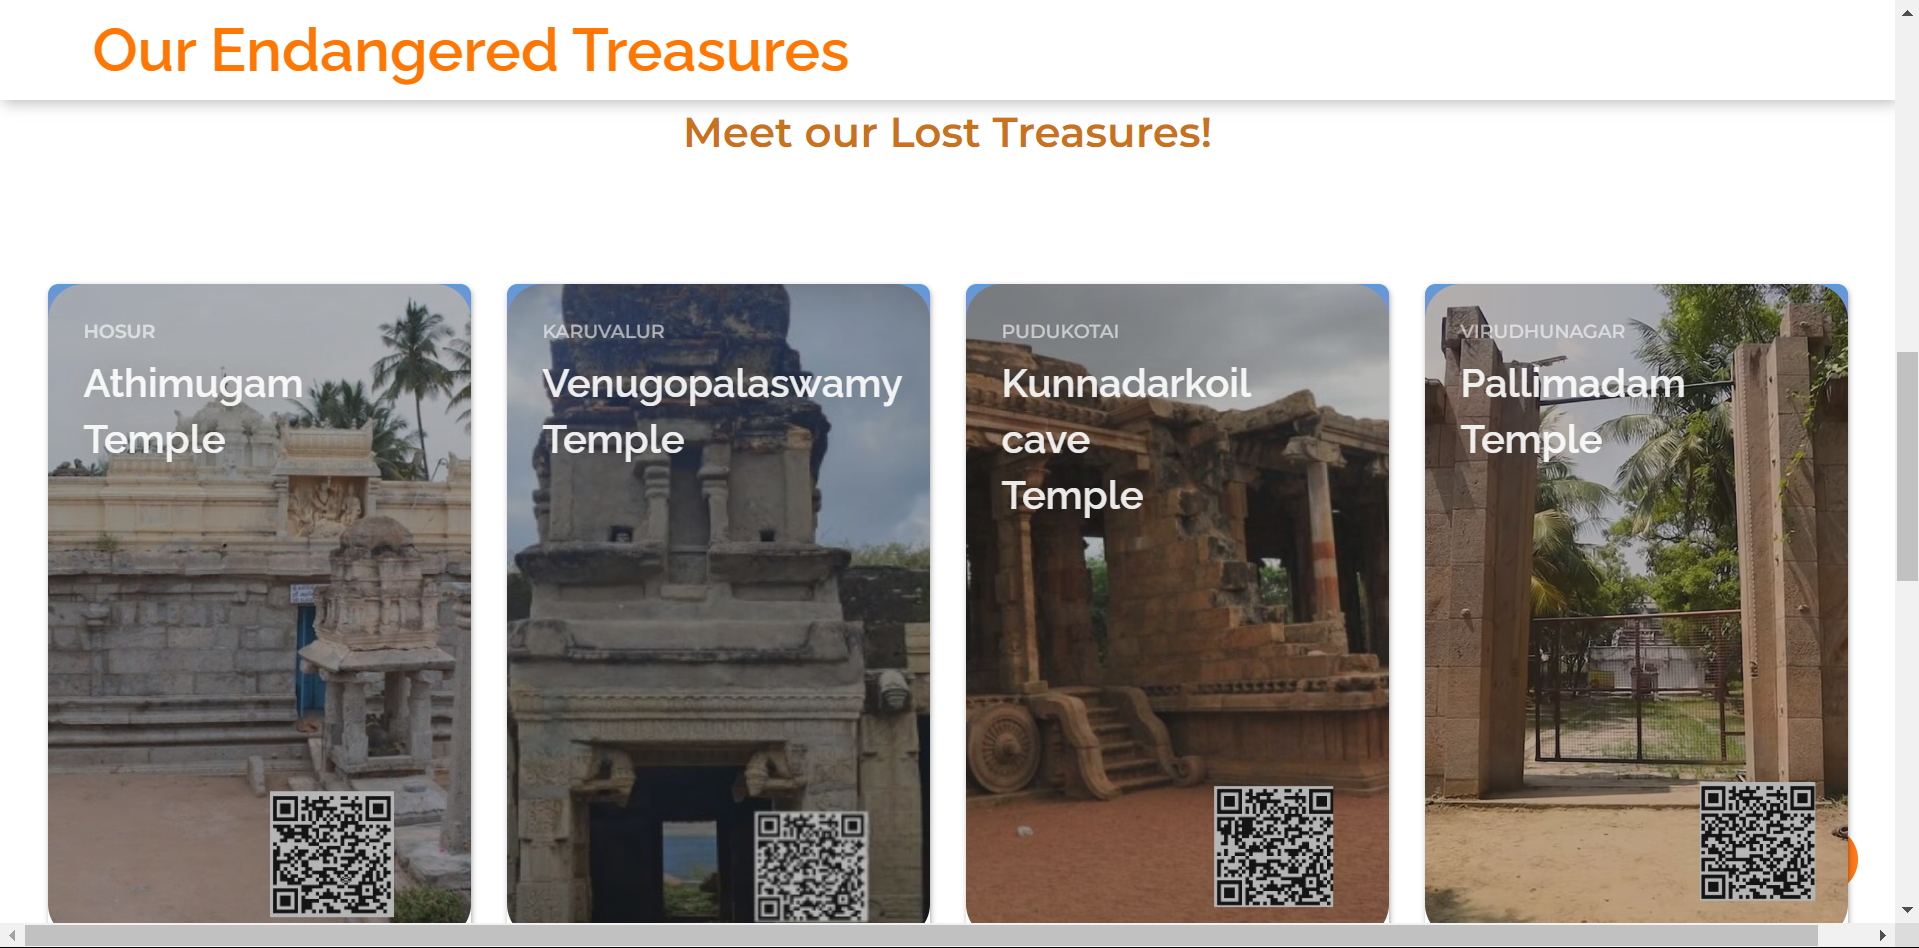 Our Endangered Treasures
Meet our Lost Treasures!
HOSUR
Athimugam
Temple
KARUVALUR
Venugopalaswamy
Temple
PUDUKOTAI
Kunnadarkoil
cave
Temple
VIRUDHUNAGAR
Pallimadam
Temple